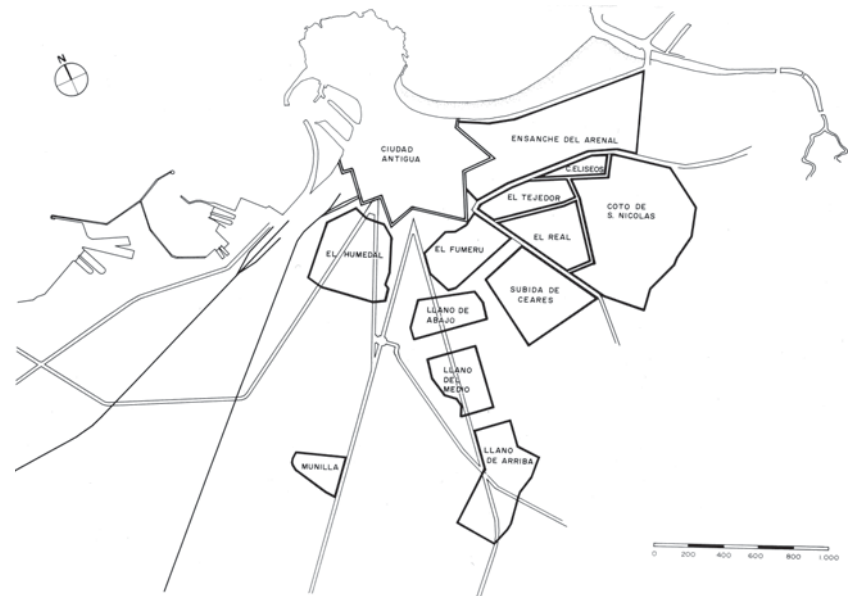 N
CIUDAD
ANTIGUA
ENSANCHE DEL ARENAL
C.ELISEOS
EL TEJEDOR
COTO DE
S. NICOLAS
EL REAL
EL FUMERU
EL HUMEDAL
SUBIDA DE
CEARES
LLANO DE
ABAJO
LLANO
DEL
MEDIO
LLANO
DE ARRIBA
MUNILLA
0 200 400 600 800 1.000